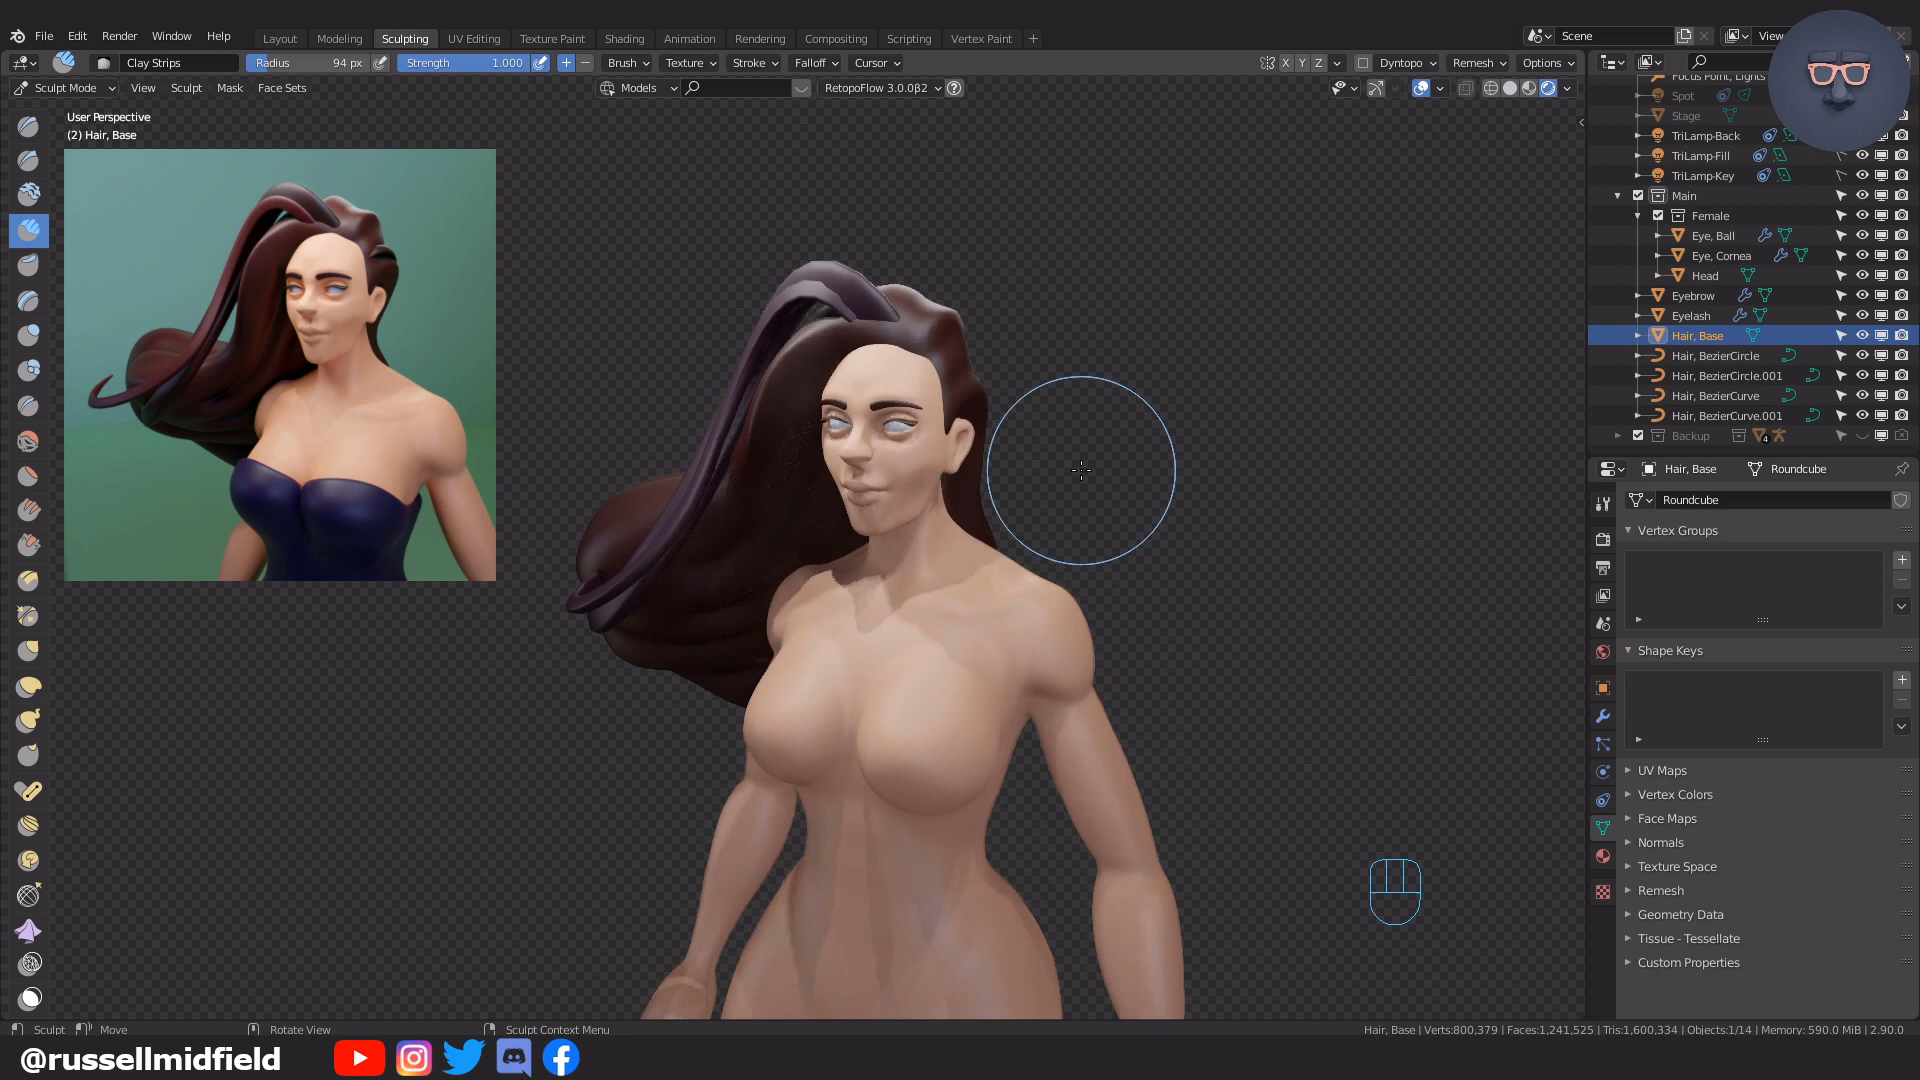 File Edit Render Window Help Layout Modeling Sculpting UV Editing Texture Paint Shading Animation Rendering Compositing Scripting Vertex Paint + Scene View
Clay Strips Radius 94 px Strength 1.000 + - Brush Texture Stroke Falloff Cursor X Y Z Dyntopo Remesh Options
Sculpt Mode View Sculpt Mask Face Sets Models RetopoFlow 3.0.0β2 ?
User Perspective
(2) Hair, Base
Focus Point, Lights
Spot
Stage
TriLamp-Back
TriLamp-Fill
TriLamp-Key
Main
Female
Eye, Ball
Eye, Cornea
Head
Eyebrow
Eyelash
Hair, Base
Hair, BezierCircle
Hair, BezierCircle.001
Hair, BezierCurve
Hair, BezierCurve.001
Backup 4
Hair, Base Roundcube
Roundcube
Vertex Groups
Shape Keys
UV Maps
Vertex Colors
Face Maps
Normals
Texture Space
Remesh
Geometry Data
Tissue - Tessellate
Custom Properties
Sculpt Move Rotate View Sculpt Context Menu Hair, Base | Verts:800,379 | Faces:1,241,525 | Tris:1,600,334 | Objects:1/14 | Memory: 590.0 MiB | 2.90.0
@russellmidfield